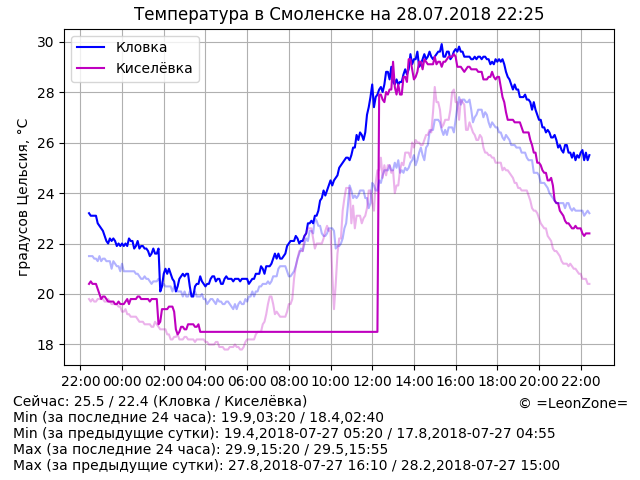 Температура в Смоленске на 28.07.2018 22:25
Кловка
Киселёвка
градусов Цельсия, °C
30
28
26
24
22
20
18
22:00 00:00 02:00 04:00 06:00 08:00 10:00 12:00 14:00 16:00 18:00 20:00 22:00
Сейчас: 25.5 / 22.4 (Кловка / Киселёвка)
© =LeonZone=
Min (за последние 24 часа): 19.9,03:20 / 18.4,02:40
Min (за предыдущие сутки): 19.4,2018-07-27 05:20 / 17.8,2018-07-27 04:55
Max (за последние 24 часа): 29.9,15:20 / 29.5,15:55
Max (за предыдущие сутки): 27.8,2018-07-27 16:10 / 28.2,2018-07-27 15:00